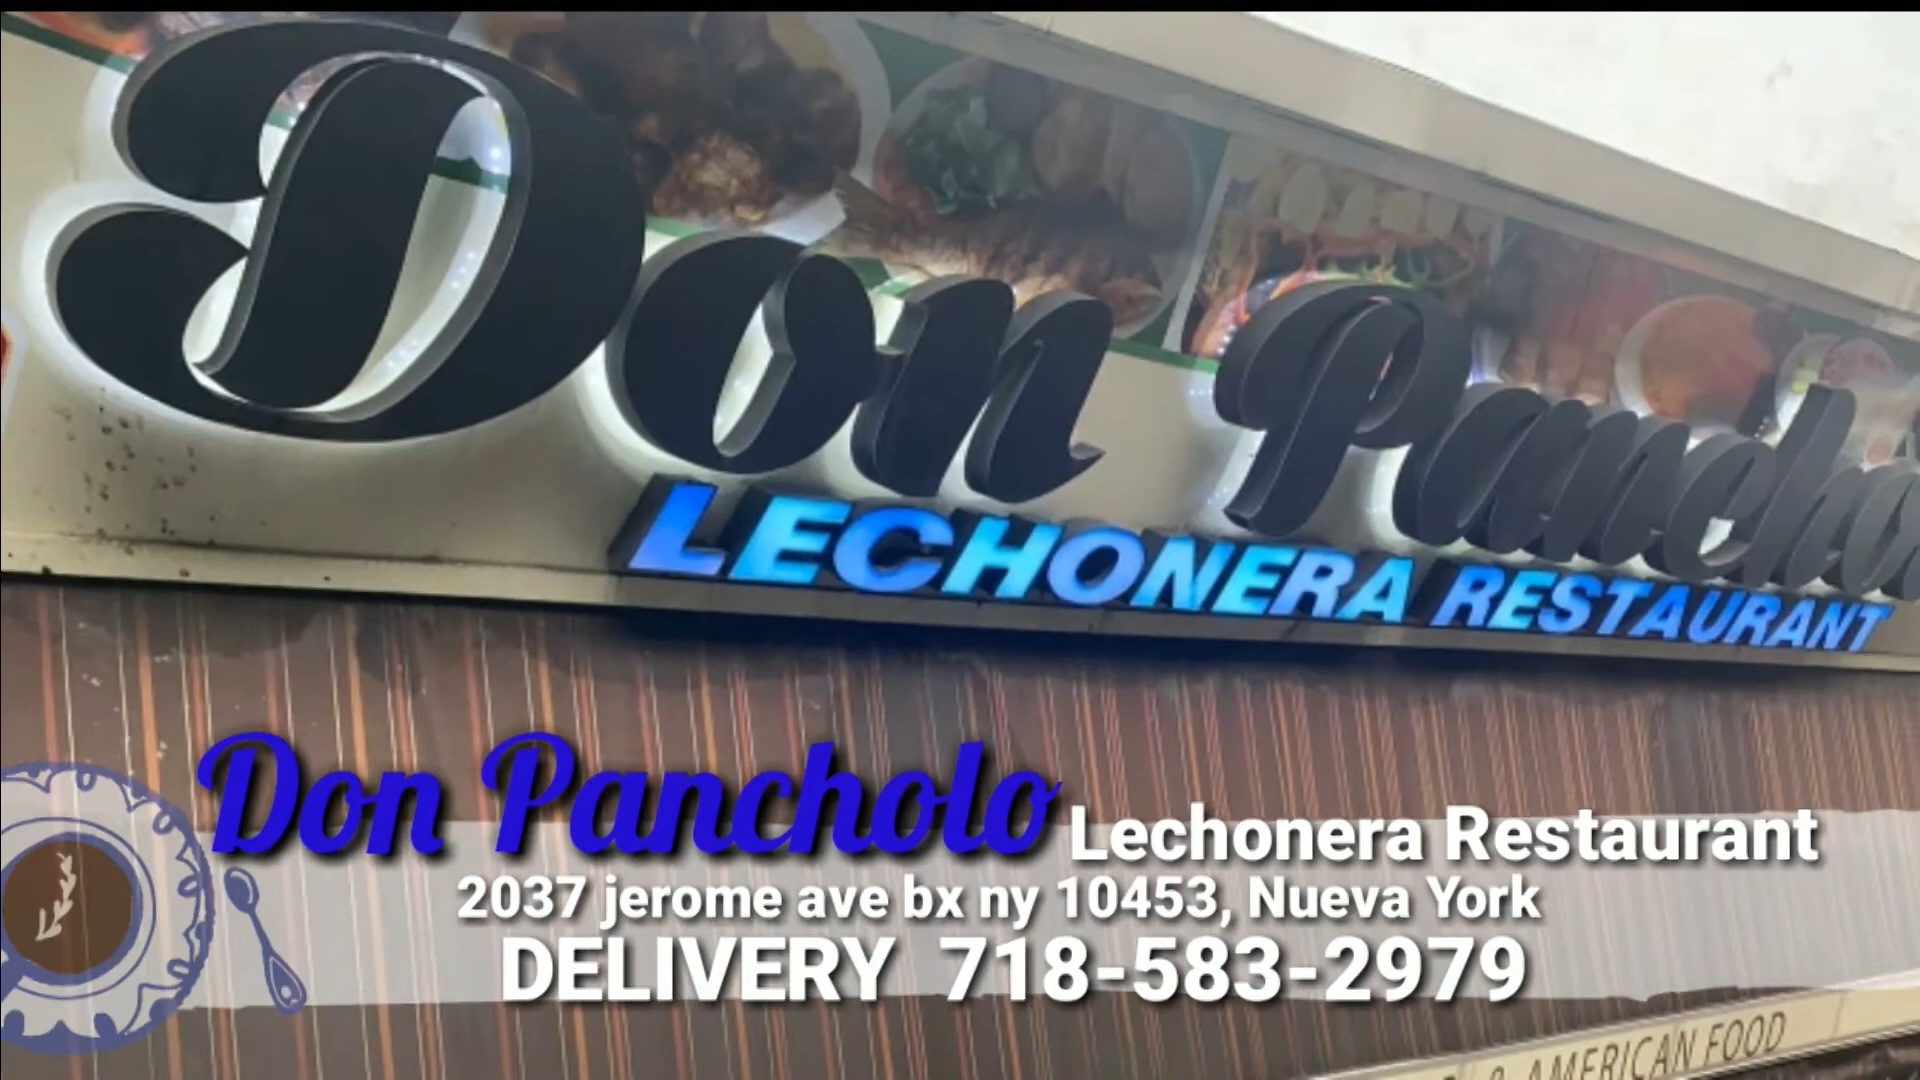 Don Pancho
LECHONERA RESTAURANT
Don Pancholo Lechonera Restaurant
2037 jerome ave bx ny 10453, Nueva York
DELIVERY 718-583-2979
& AMERICAN FOOD